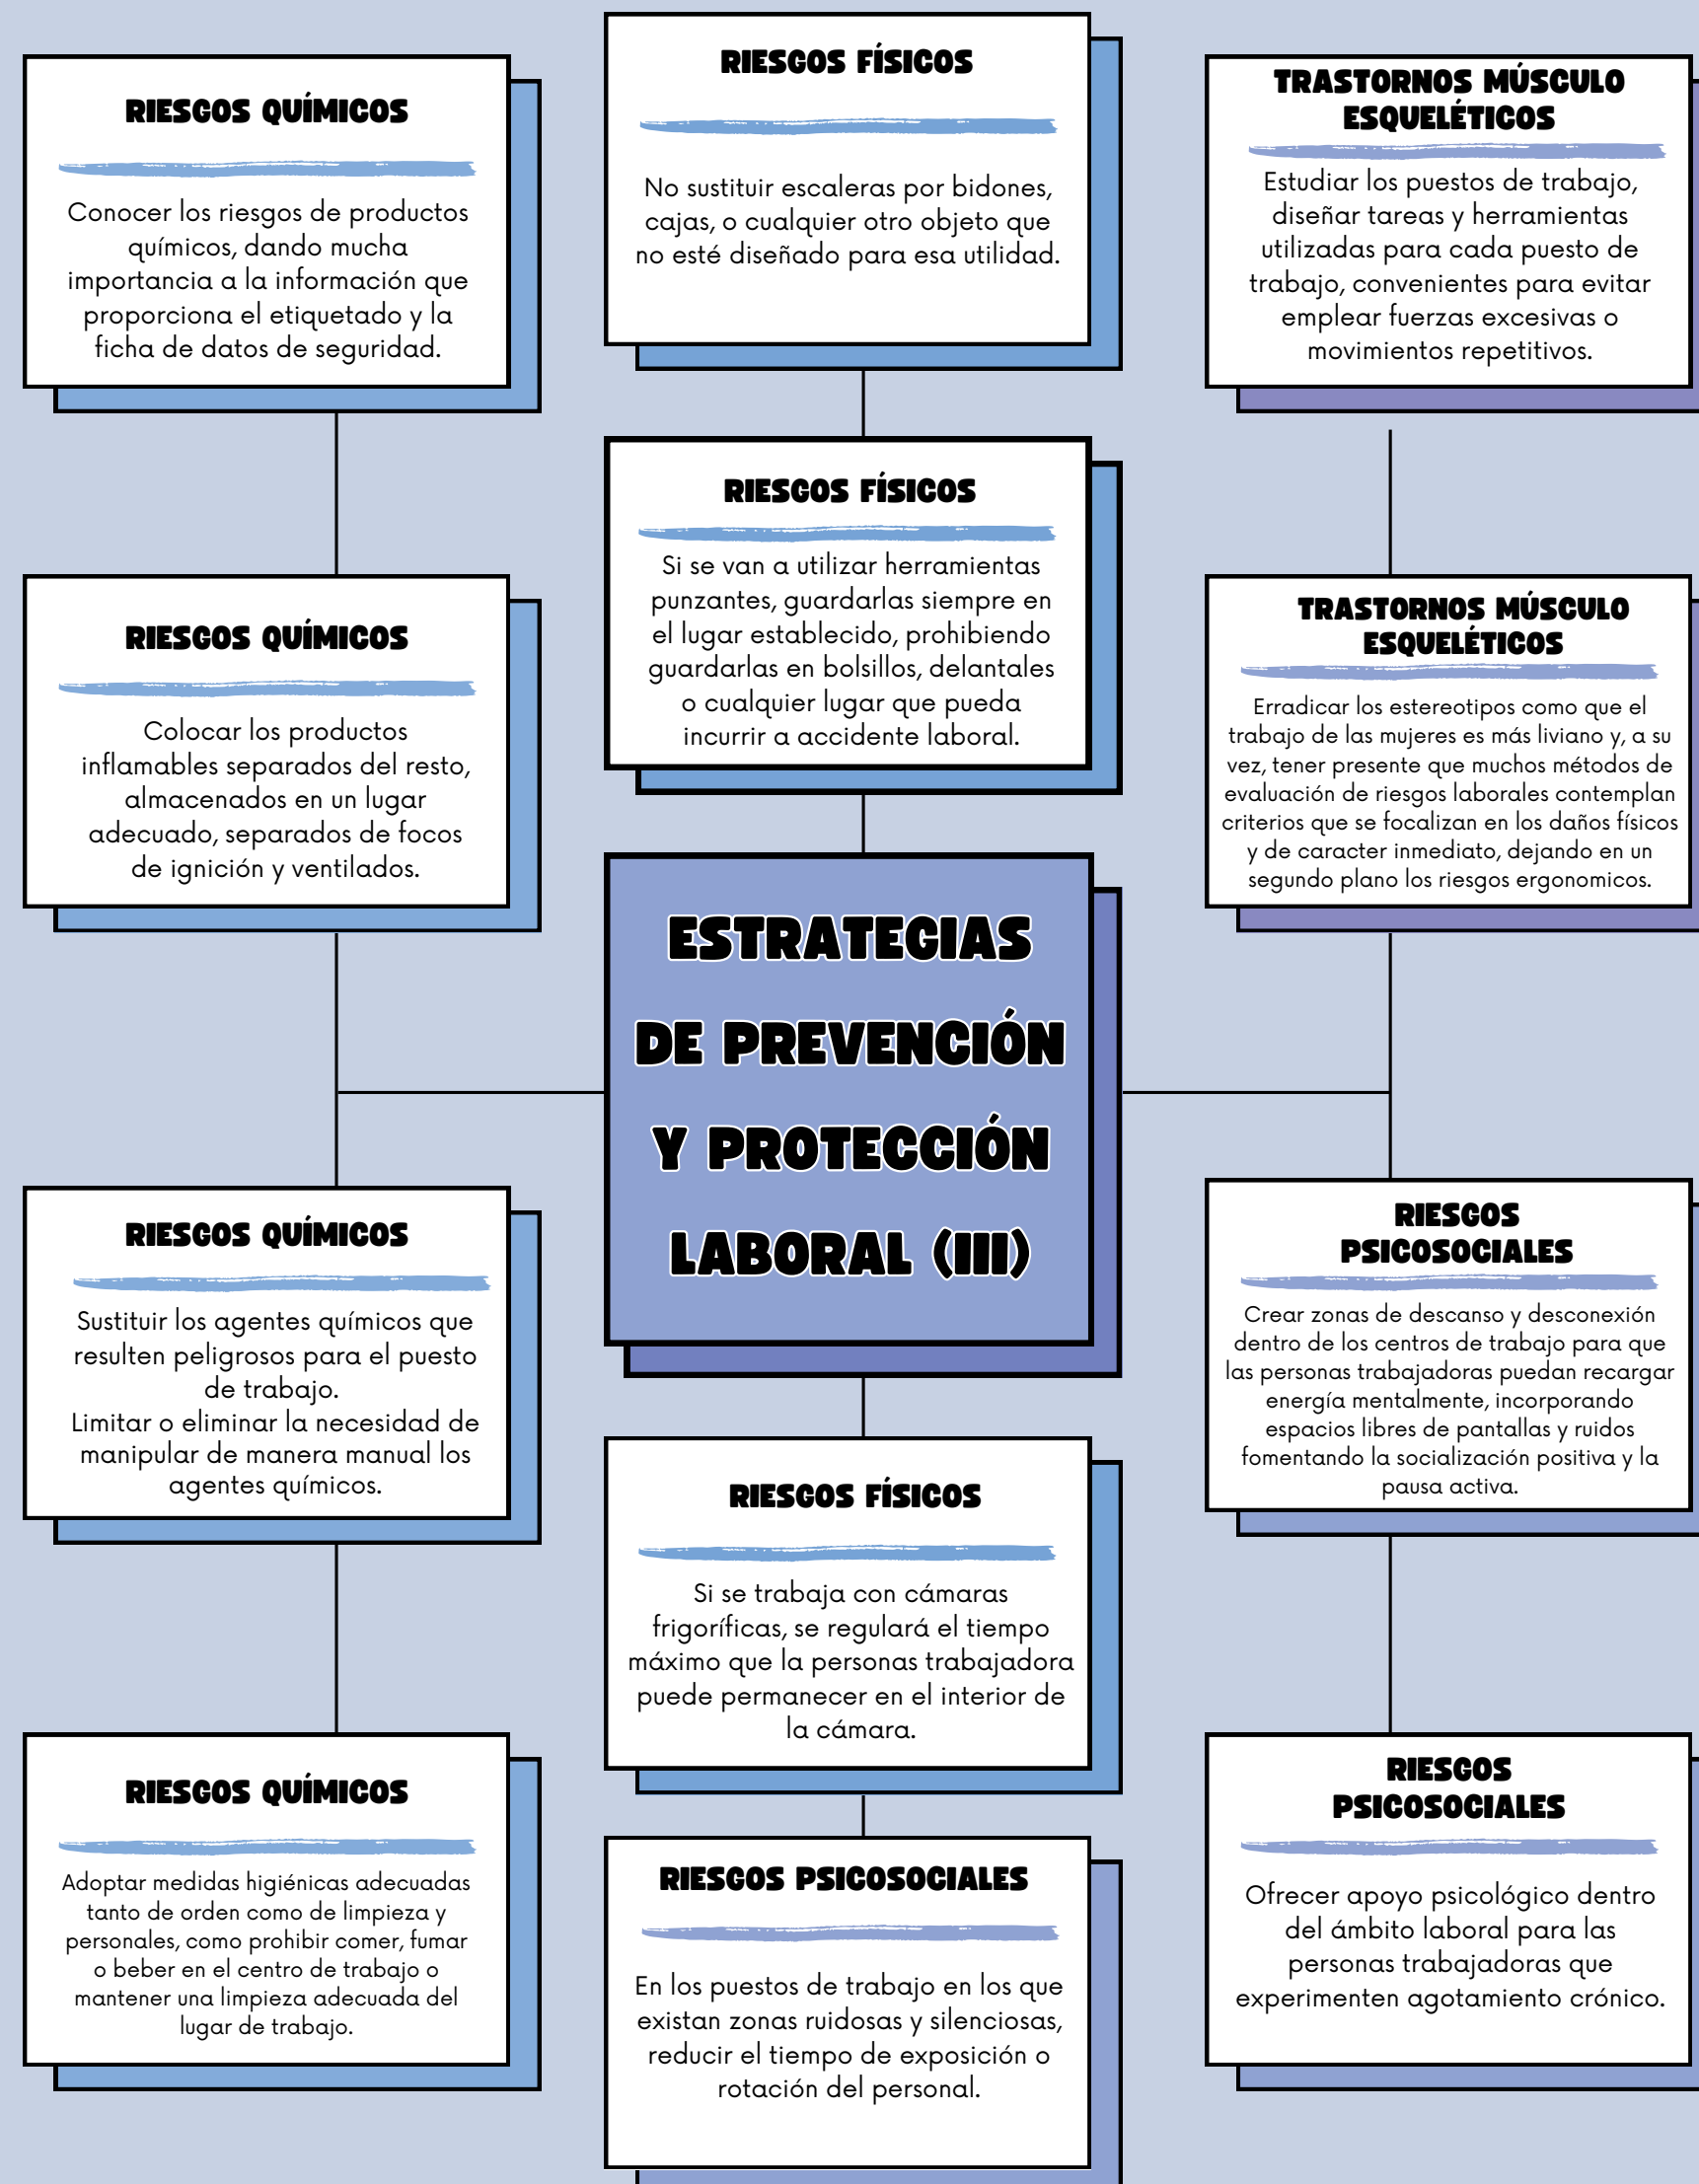 RIESGOS QUÍMICOS
Conocer los riesgos de productos
químicos, dando mucha
importancia a la información que
proporciona el etiquetado y la
ficha de datos de seguridad.
RIESGOS QUÍMICOS
Colocar los productos
inflamables separados del resto,
almacenados en un lugar
adecuado, separados de focos
de ignición y ventilados.
RIESGOS QUÍMICOS
Sustituir los agentes químicos que
resulten peligrosos para el puesto
de trabajo.
Limitar o eliminar la necesidad de
manipular de manera manual los
agentes químicos.
RIESGOS QUÍMICOS
Adoptar medidas higiénicas adecuadas
tanto de orden como de limpieza y
personales, como prohibir comer, fumar
o beber en el centro de trabajo o
mantener una limpieza adecuada del
lugar de trabajo.
RIESGOS FÍSICOS
No sustituir escaleras por bidones,
cajas, o cualquier otro objeto que
no esté diseñado para esa utilidad.
RIESGOS FÍSICOS
Si se van a utilizar herramientas
punzantes, guardarlas siempre en
el lugar establecido, prohibiendo
guardarlas en bolsillos, delantales
o cualquier lugar que pueda
incurrir a accidente laboral.
ESTRATEGIAS
DE PREVENCIÓN
Y PROTECCIÓN
LABORAL (III)
RIESGOS FÍSICOS
Si se trabaja con cámaras
frigoríficas, se regulará el tiempo
máximo que la personas trabajadora
puede permanecer en el interior de
la cámara.
RIESGOS PSICOSOCIALES
En los puestos de trabajo en los que
existan zonas ruidosas y silenciosas,
reducir el tiempo de exposición o
rotación del personal.
TRASTORNOS MÚSCULO
ESQUELÉTICOS
Estudiar los puestos de trabajo,
diseñar tareas y herramientas
utilizadas para cada puesto de
trabajo, convenientes para evitar
emplear fuerzas excesivas o
movimientos repetitivos.
TRASTORNOS MÚSCULO
ESQUELÉTICOS
Erradicar los estereotipos como que el
trabajo de las mujeres es más liviano y, a su
vez, tener presente que muchos métodos de
evaluación de riesgos laborales contemplan
criterios que se focalizan en los daños físicos
y de caracter inmediato, dejando en un
segundo plano los riesgos ergonomicos.
RIESGOS
PSICOSOCIALES
Crear zonas de descanso y desconexión
dentro de los centros de trabajo para que
las personas trabajadoras puedan recargar
energía mentalmente, incorporando
espacios libres de pantallas y ruidos
fomentando la socialización positiva y la
pausa activa.
RIESGOS
PSICOSOCIALES
Ofrecer apoyo psicológico dentro
del ámbito laboral para las
personas trabajadoras que
experimenten agotamiento crónico.